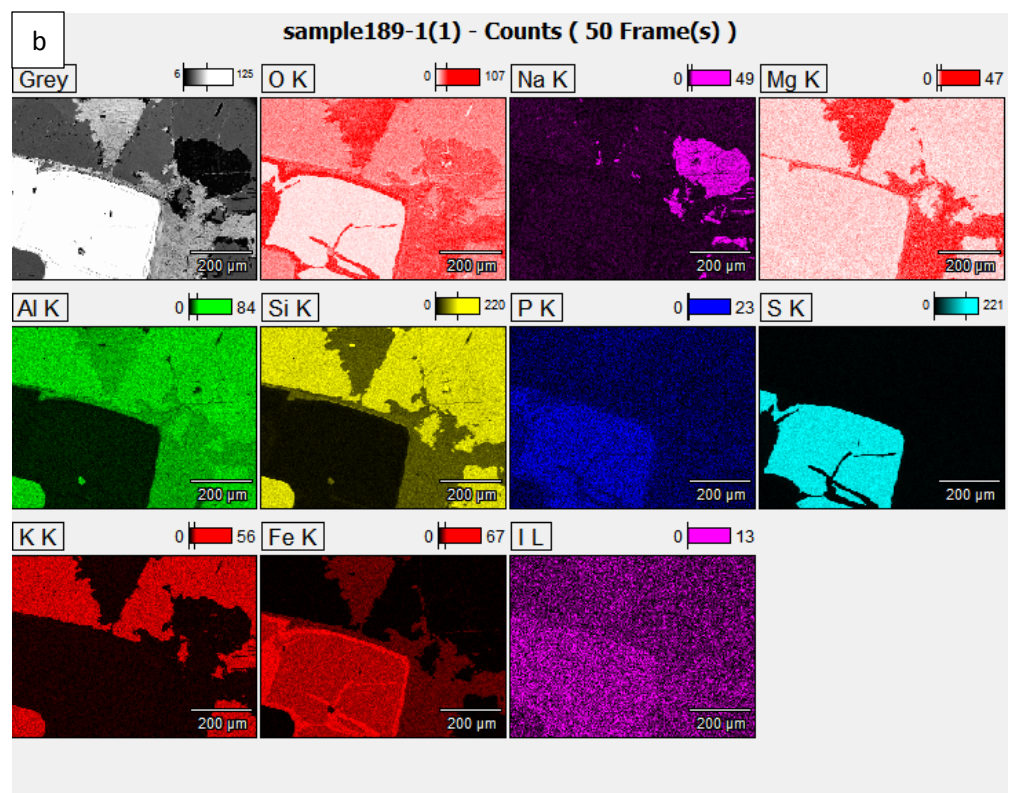 b
sample189-1(1) - Counts ( 50 Frame(s) )
Grey 6 125 O K 0 107 Na K 0 49 Mg K 0 47
200 µm 200 µm 200 µm 200 µm
Al K 0 84 Si K 0 220 P K 0 23 S K 0 221
200 µm 200 µm 200 µm 200 µm
K K 0 56 Fe K 0 67 I L 0 13
200 µm 200 µm 200 µm